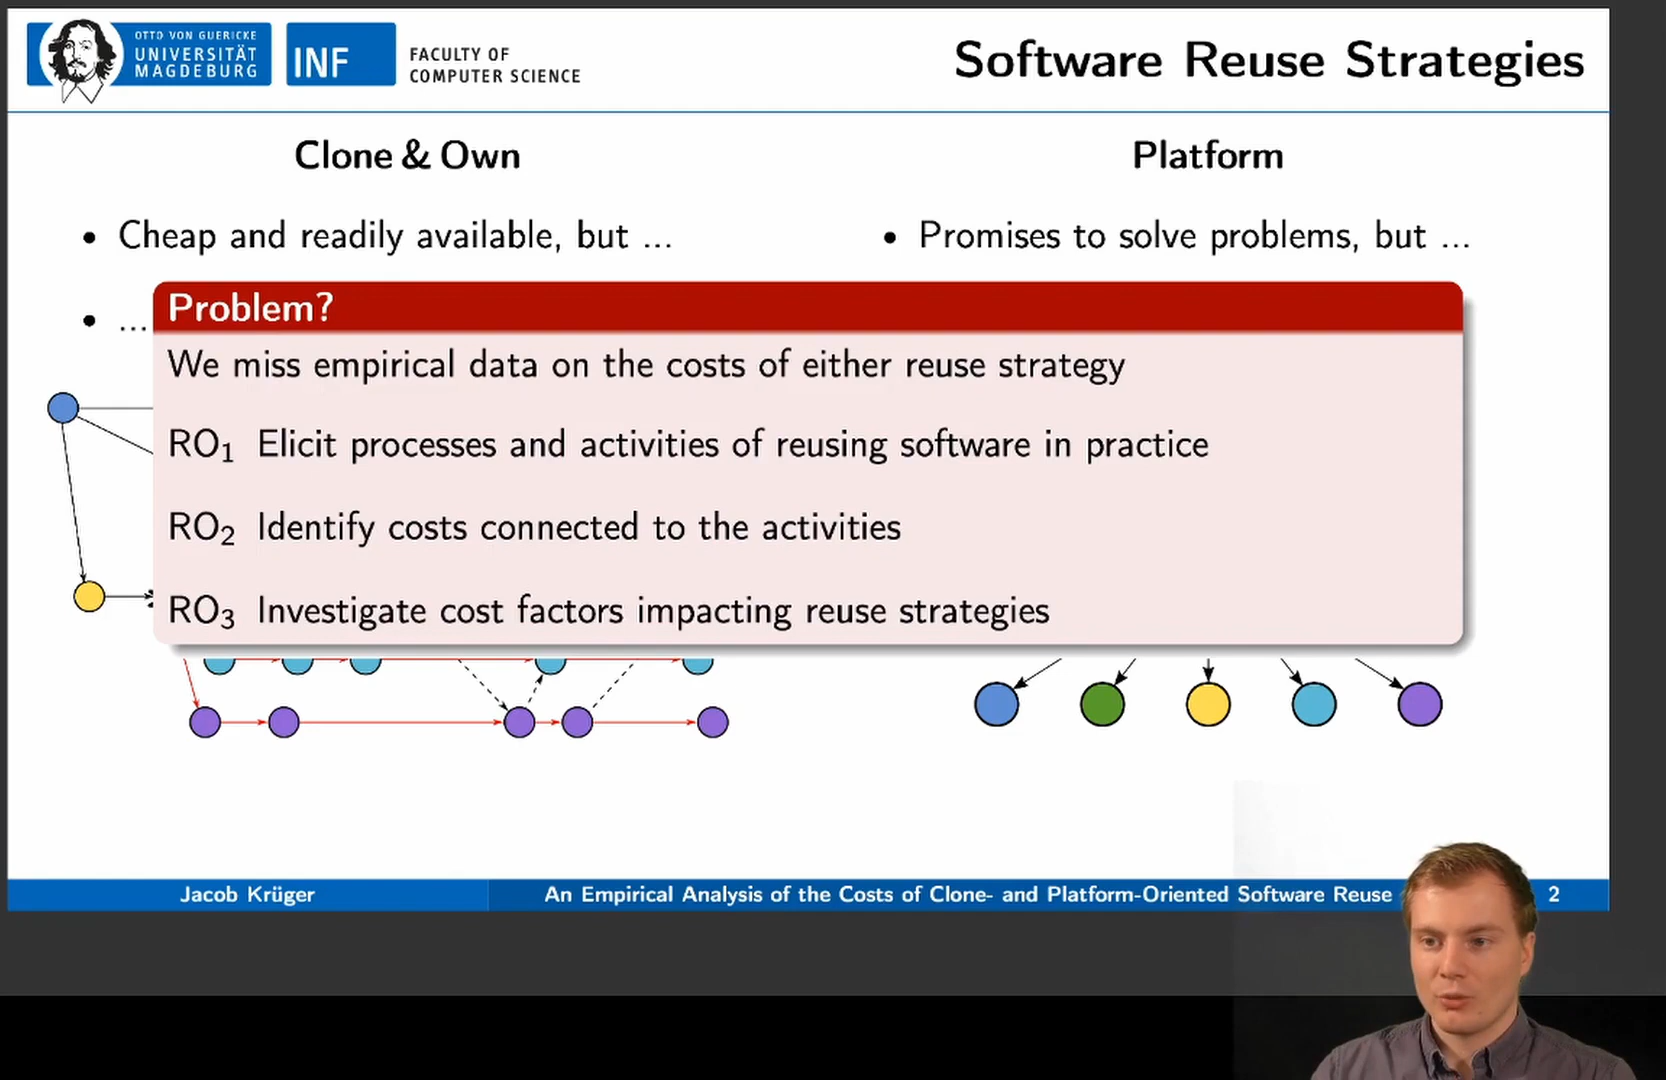 OTTO VON GUERICKE
UNIVERSITÄT
MAGDEBURG
INF
FACULTY OF
COMPUTER SCIENCE
Software Reuse Strategies
Clone & Own
• Cheap and readily available, but ...
• ...
Platform
• Promises to solve problems, but ...
Problem?
We miss empirical data on the costs of either reuse strategy
RO₁ Elicit processes and activities of reusing software in practice
RO₂ Identify costs connected to the activities
RO₃ Investigate cost factors impacting reuse strategies
Jacob Krüger
An Empirical Analysis of the Costs of Clone- and Platform-Oriented Software Reuse
2